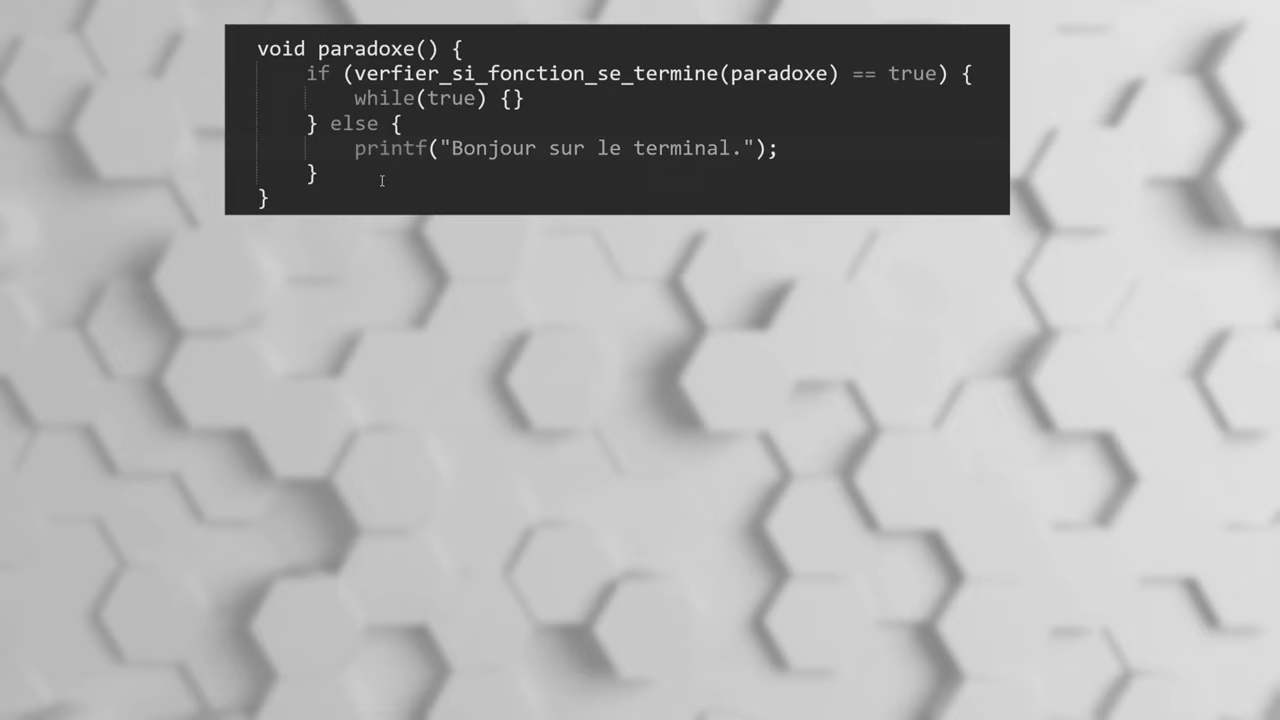 void paradoxe() {
if (verfier_si_fonction_se_termine(paradoxe) == true) {
while(true) {}
} else {
printf("Bonjour sur le terminal.");
}
}